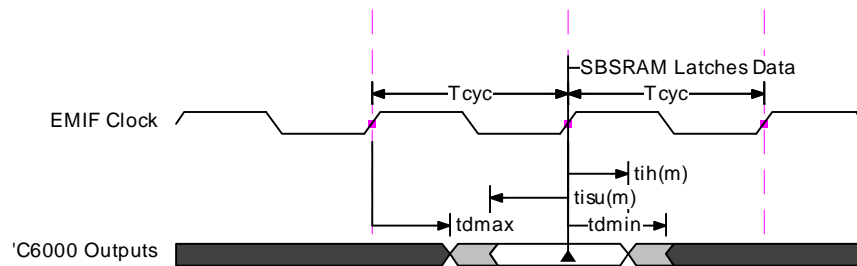 SBSRAM Latches Data
Tcyc Tcyc
EMIF Clock
tih(m)
tisu(m)
tdmax tdmin
'C6000 Outputs